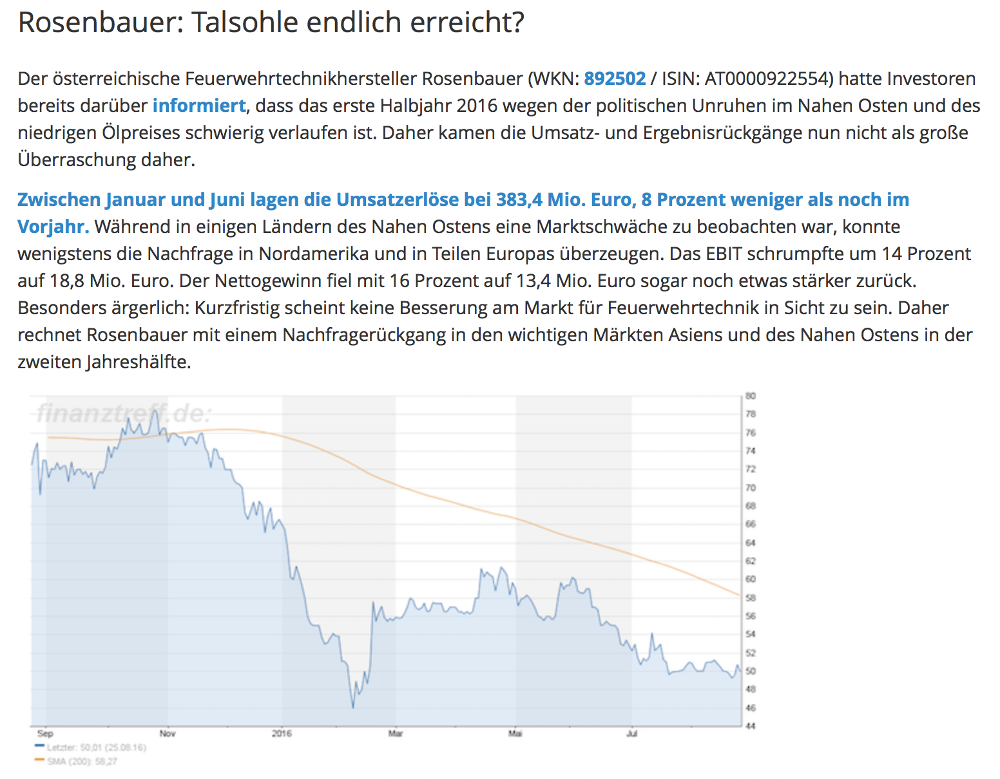 Rosenbauer: Talsohle endlich erreicht?
Der österreichische Feuerwehrtechnikhersteller Rosenbauer (WKN: 892502 / ISIN: AT0000922554) hatte Investoren
bereits darüber informiert, dass das erste Halbjahr 2016 wegen der politischen Unruhen im Nahen Osten und des
niedrigen Ölpreises schwierig verlaufen ist. Daher kamen die Umsatz- und Ergebnisrückgänge nun nicht als große
Überraschung daher.
Zwischen Januar und Juni lagen die Umsatzerlöse bei 383,4 Mio. Euro, 8 Prozent weniger als noch im
Vorjahr. Während in einigen Ländern des Nahen Ostens eine Marktschwäche zu beobachten war, konnte
wenigstens die Nachfrage in Nordamerika und in Teilen Europas überzeugen. Das EBIT schrumpfte um 14 Prozent
auf 18,8 Mio. Euro. Der Nettogewinn fiel mit 16 Prozent auf 13,4 Mio. Euro sogar noch etwas stärker zurück.
Besonders ärgerlich: Kurzfristig scheint keine Besserung am Markt für Feuerwehrtechnik in Sicht zu sein. Daher
rechnet Rosenbauer mit einem Nachfragerückgang in den wichtigen Märkten Asiens und des Nahen Ostens in der
zweiten Jahreshälfte.
finanztreff.de:
80
78
76
74
72
70
68
66
64
62
60
58
56
54
52
50
48
46
44
Sep Nov 2016 Mar Mai Jul
Letzter: 50,01 (25.08.16)
SMA (200): 58,27